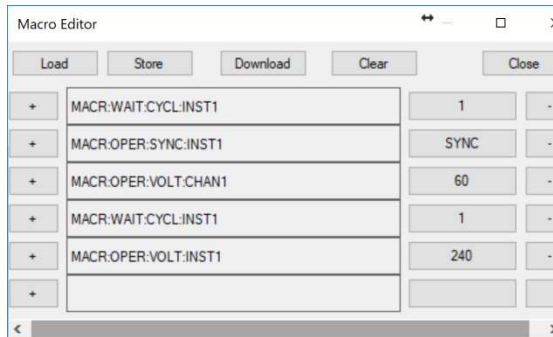 Macro Editor
Load Store Download Clear Close
+ MACR:WAIT:CYCL:INST1 1 -
+ MACR:OPER:SYNC:INST1 SYNC -
+ MACR:OPER:VOLT:CHAN1 60 -
+ MACR:WAIT:CYCL:INST1 1 -
+ MACR:OPER:VOLT:INST1 240 -
+